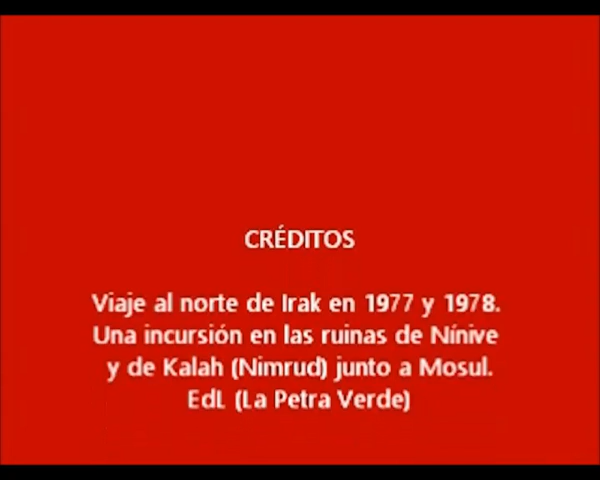 CRÉDITOS
Viaje al norte de Irak en 1977 y 1978.
Una incursión en las ruinas de Nínive
y de Kalah (Nimrud) junto a Mosul.
EdL (La Petra Verde)